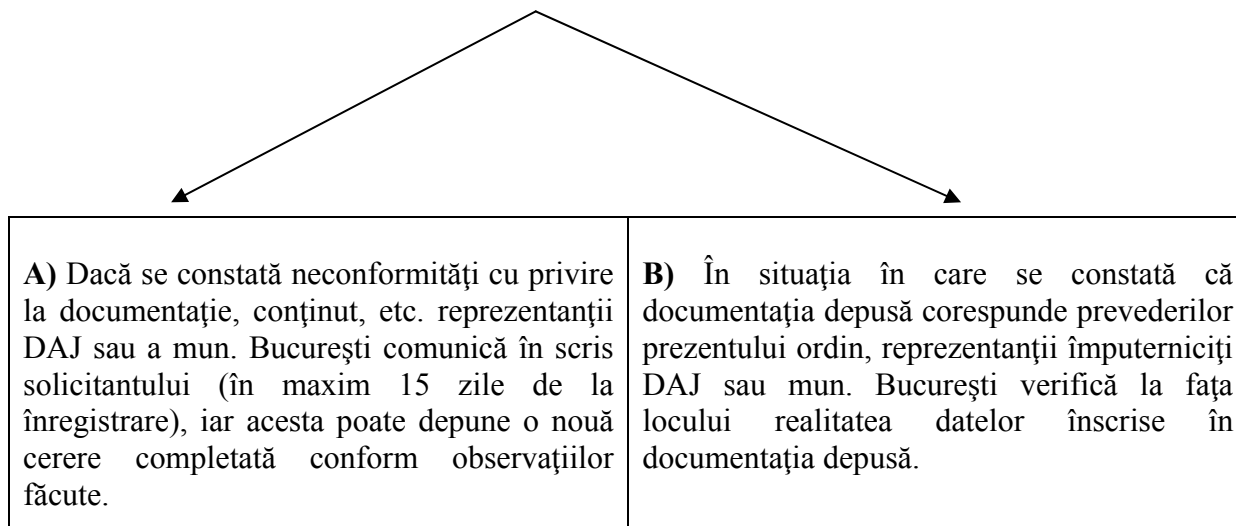 A) Dacă se constată neconformităţi cu privire
la documentaţie, conţinut, etc. reprezentanţii
DAJ sau a mun. Bucureşti comunică în scris
solicitantului (în maxim 15 zile de la
înregistrare), iar acesta poate depune o nouă
cerere completată conform observaţiilor
făcute.
B) În situaţia în care se constată că
documentaţia depusă corespunde prevederilor
prezentului ordin, reprezentanţii împuterniciţi
DAJ sau mun. Bucureşti verifică la faţa
locului realitatea datelor înscrise în
documentaţia depusă.